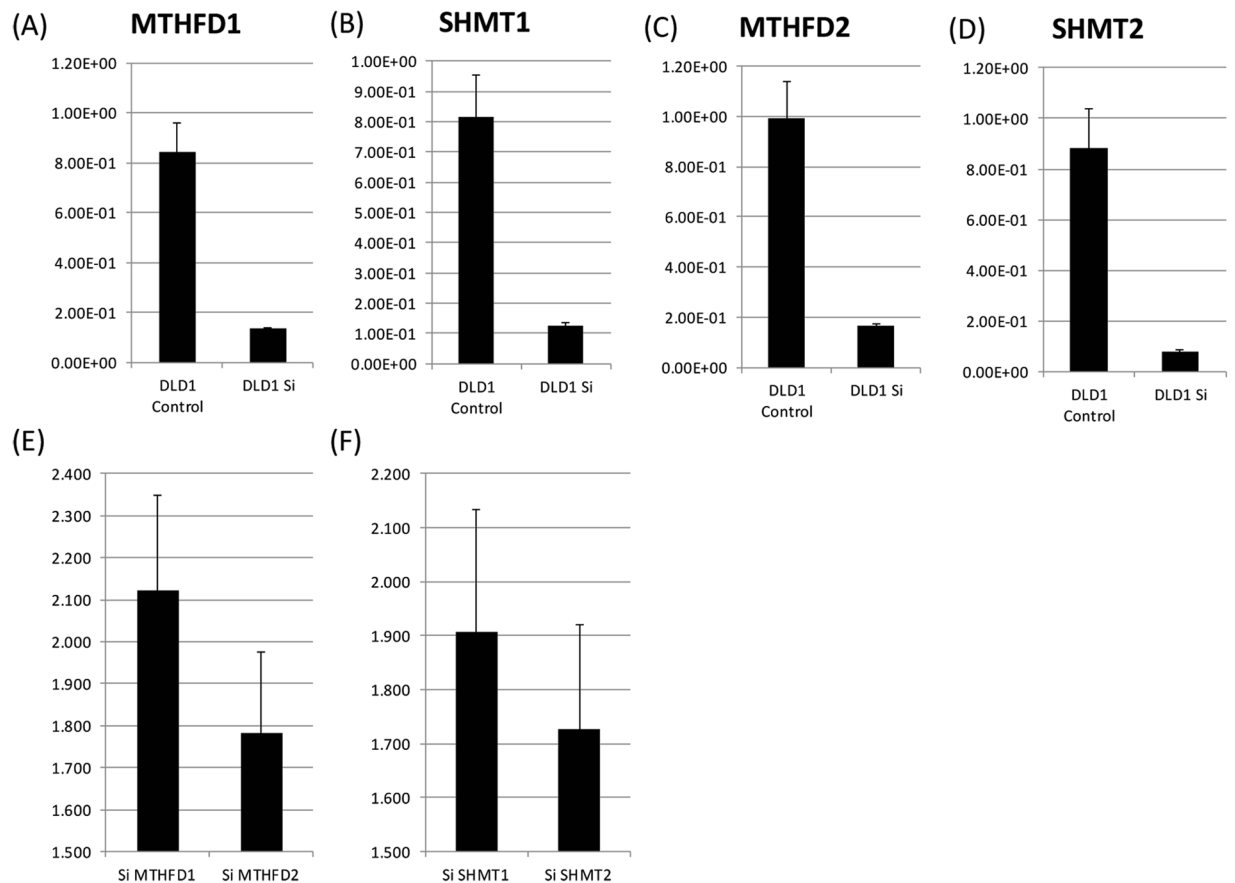 (A) MTHFD1
1.20E+00
1.00E+00
8.00E-01
6.00E-01
4.00E-01
2.00E-01
0.00E+00
DLD1 Control
DLD1 Si
(B) SHMT1
1.00E+00
9.00E-01
8.00E-01
7.00E-01
6.00E-01
5.00E-01
4.00E-01
3.00E-01
2.00E-01
1.00E-01
0.00E+00
DLD1 Control
DLD1 Si
(C) MTHFD2
1.20E+00
1.00E+00
8.00E-01
6.00E-01
4.00E-01
2.00E-01
0.00E+00
DLD1 Control
DLD1 Si
(D) SHMT2
1.20E+00
1.00E+00
8.00E-01
6.00E-01
4.00E-01
2.00E-01
0.00E+00
DLD1 Control
DLD1 Si
(E)
2.400
2.300
2.200
2.100
2.000
1.900
1.800
1.700
1.600
1.500
Si MTHFD1 Si MTHFD2
(F)
2.200
2.100
2.000
1.900
1.800
1.700
1.600
1.500
Si SHMT1 Si SHMT2